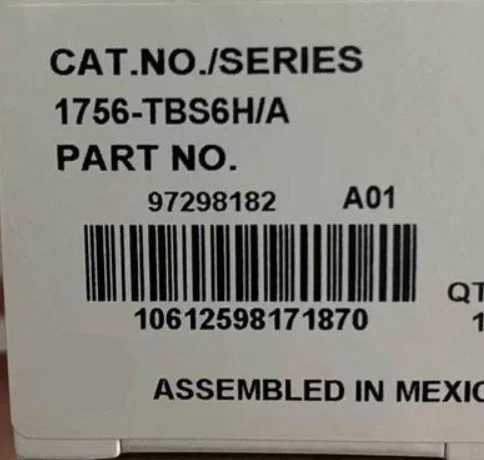 CAT.NO./SERIES
1756-TBS6H/A
PART NO.
97298182 A01
10612598171870
QT
1
ASSEMBLED IN MEXIC